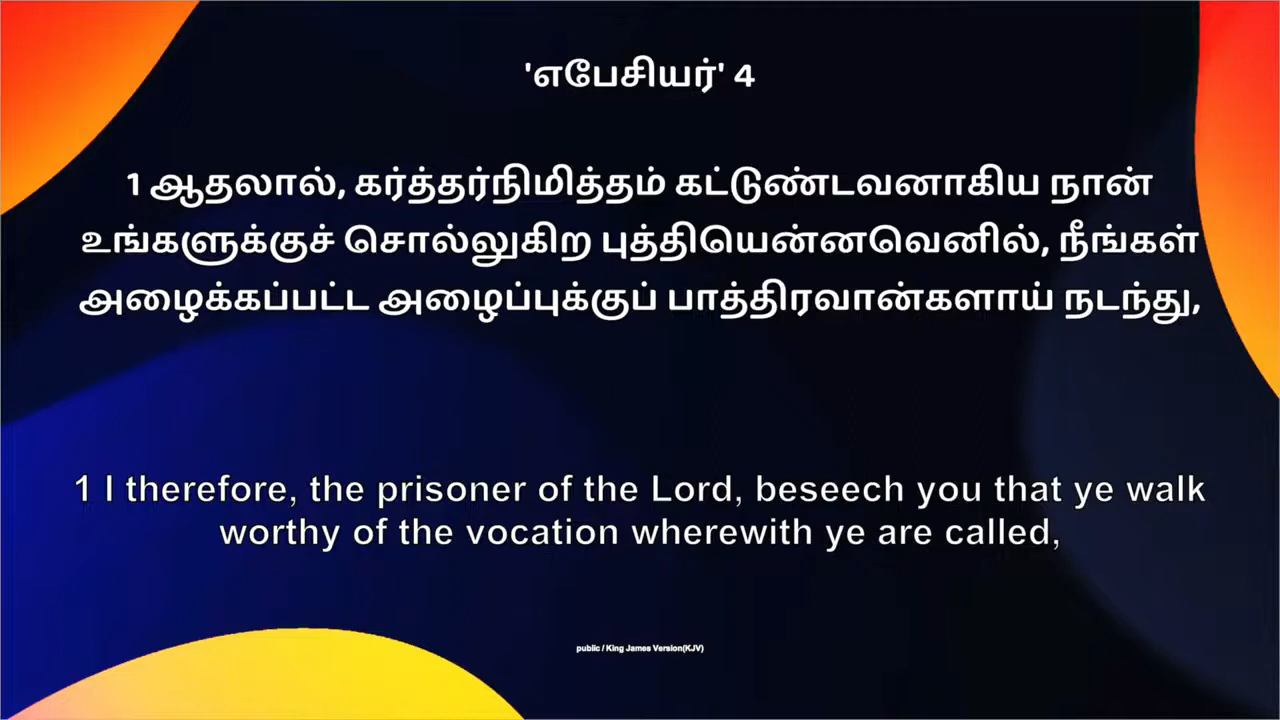 'எபேசியர்' 4
1 ஆதலால், கர்த்தர்நிமித்தம் கட்டுண்டவனாகிய நான்
உங்களுக்குச் சொல்லுகிற புத்தியென்னவெனில், நீங்கள்
அழைக்கப்பட்ட அழைப்புக்குப் பாத்திரவான்களாய் நடந்து,
1 I therefore, the prisoner of the Lord, beseech you that ye walk
worthy of the vocation wherewith ye are called,
public / King James Version(KJV)